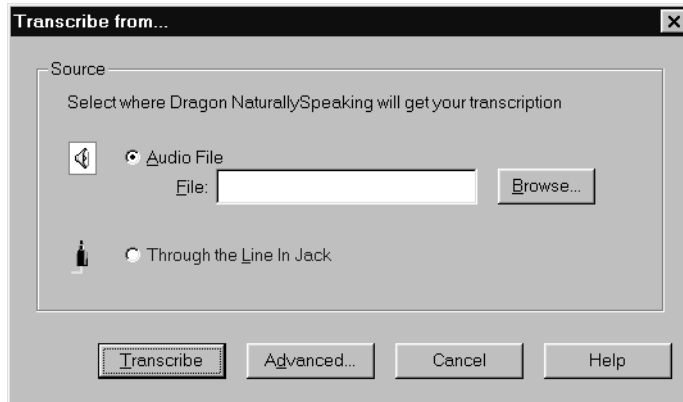 Transcribe from...
Source
Select where Dragon NaturallySpeaking will get your transcription
Audio File
File:
Browse...
Through the Line In Jack
Transcribe
Advanced...
Cancel
Help